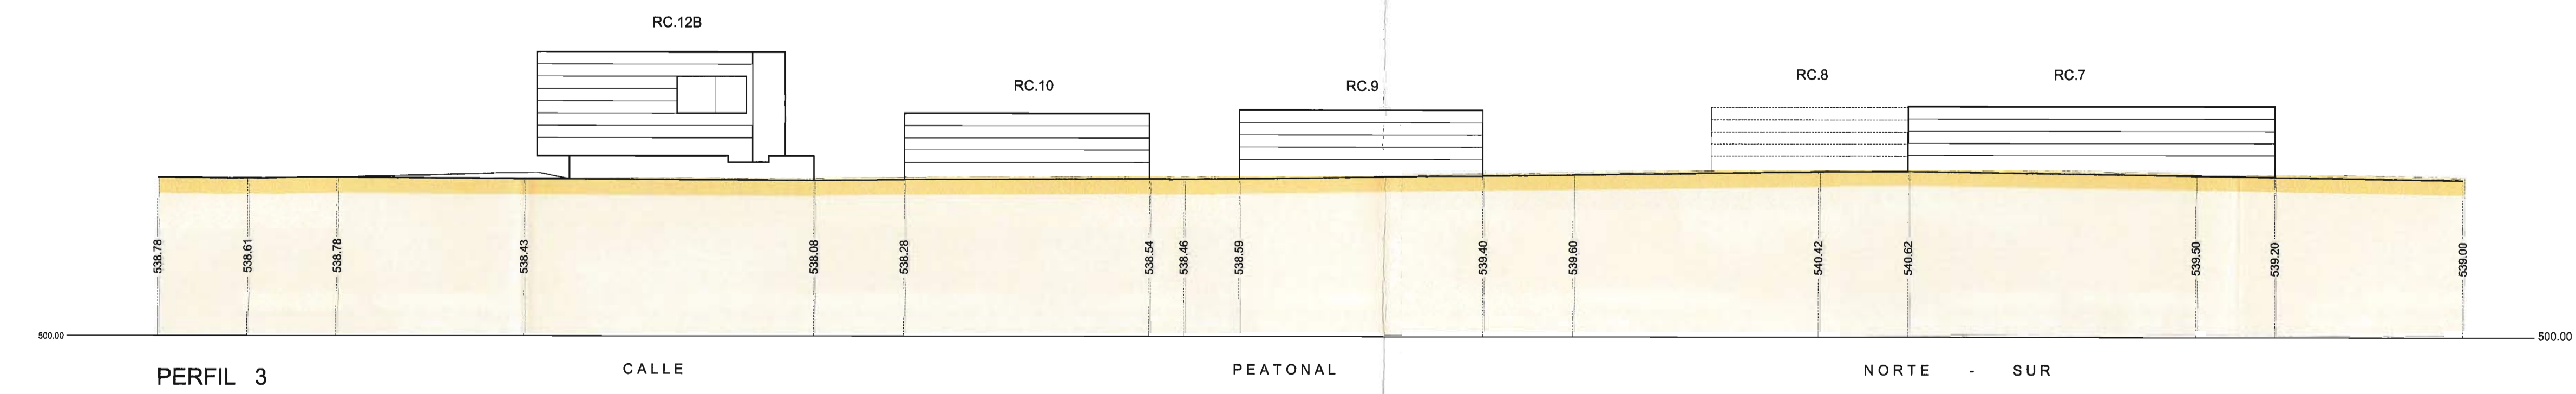 RC.12B
RC.10
RC.9
RC.8
RC.7
538.78
538.61
538.78
538.43
538.08
538.28
538.54
538.46
538.59
539.40
539.60
540.42
540.62
539.50
539.20
539.00
500.00
500.00
PERFIL 3
CALLE PEATONAL NORTE - SUR